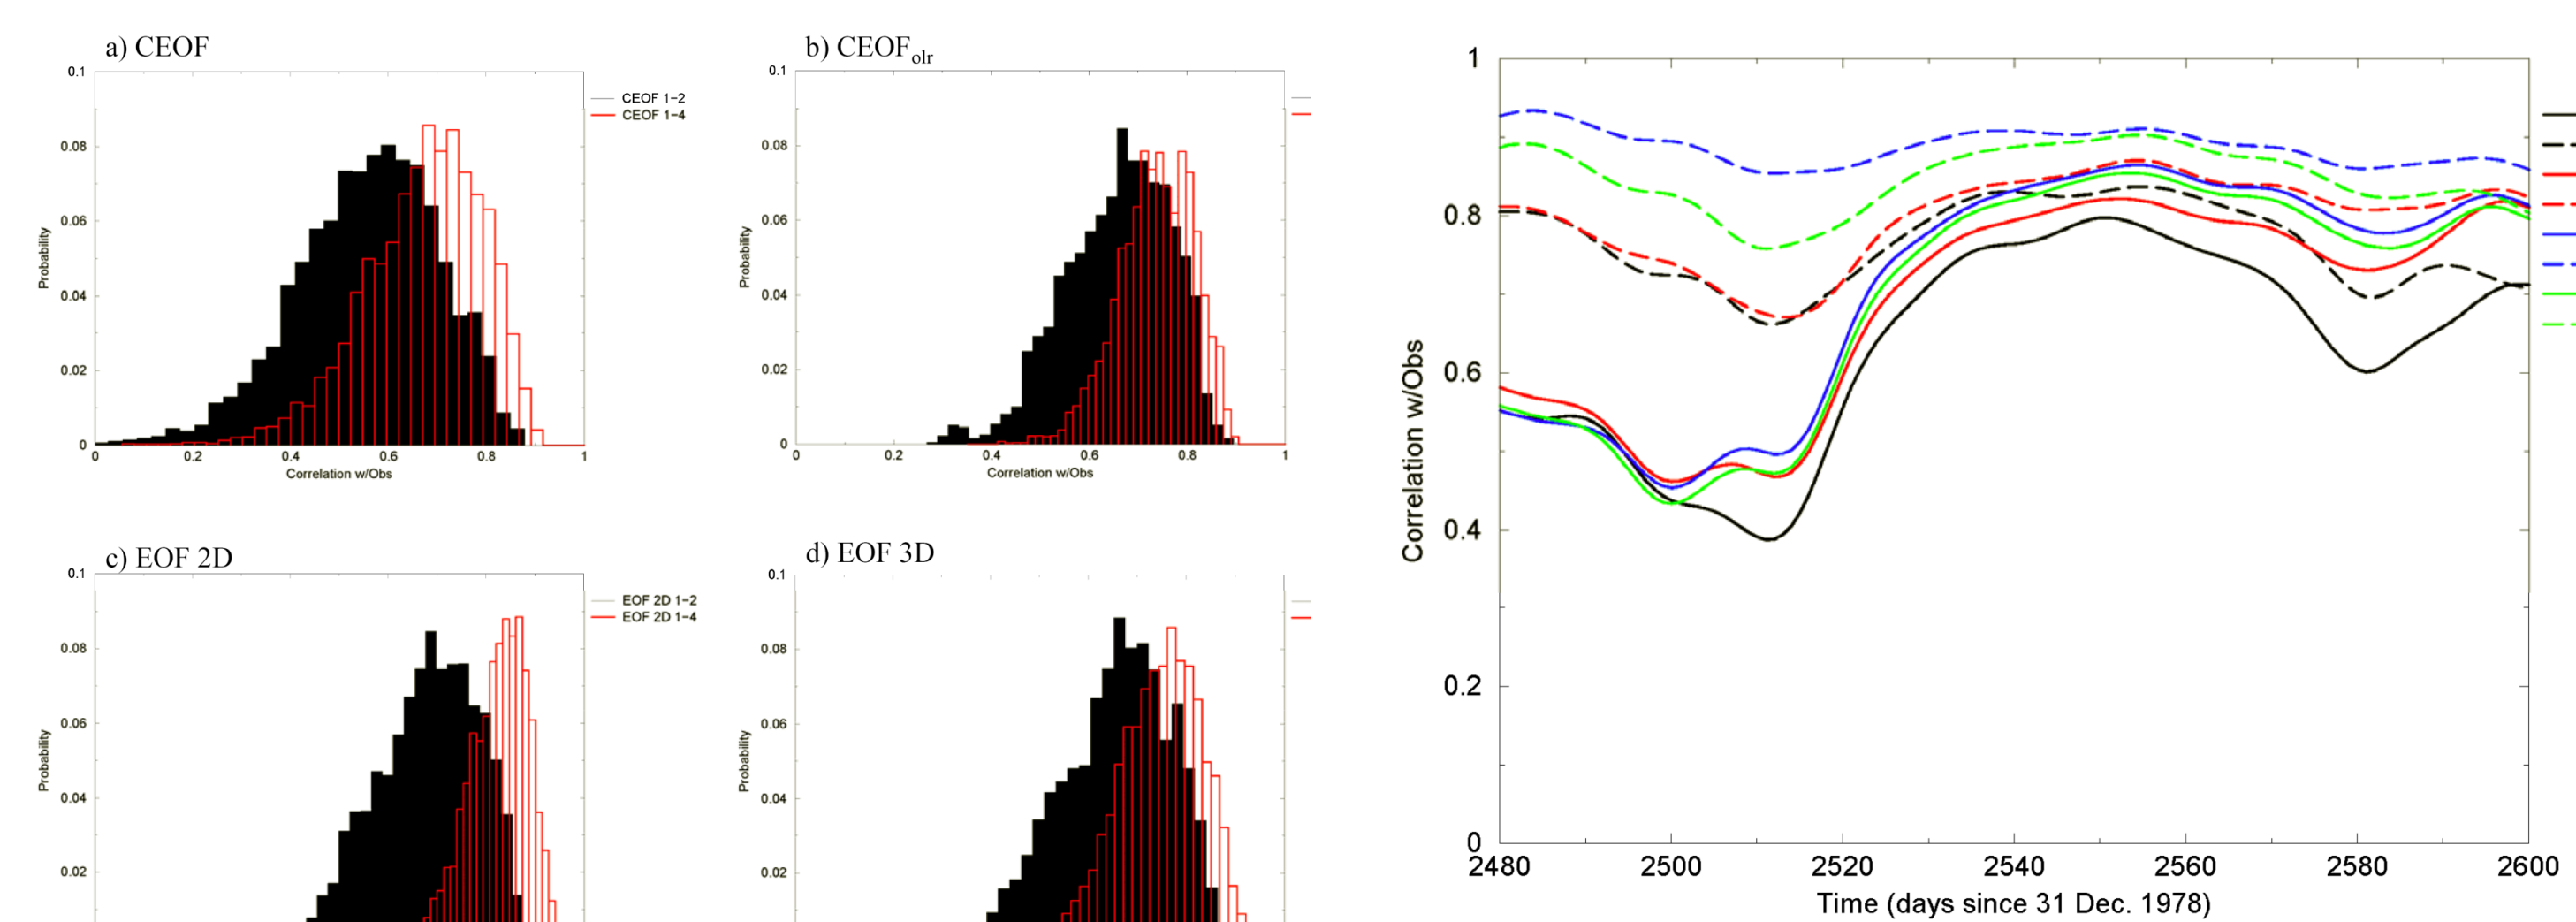 a) CEOF
0.1
0.08
0.06
0.04
0.02
0
Probability
0 0.2 0.4 0.6 0.8 1
Correlation w/Obs
CEOF 1−2
CEOF 1−4
b) CEOFolr
0.1
0.08
0.06
0.04
0.02
0
Probability
0 0.2 0.4 0.6 0.8 1
Correlation w/Obs
c) EOF 2D
0.1
0.08
0.06
0.04
0.02
Probability
EOF 2D 1−2
EOF 2D 1−4
d) EOF 3D
0.1
0.08
0.06
0.04
0.02
Probability
1
0.8
0.6
0.4
0.2
0
Correlation w/Obs
2480 2500 2520 2540 2560 2580 2600
Time (days since 31 Dec. 1978)